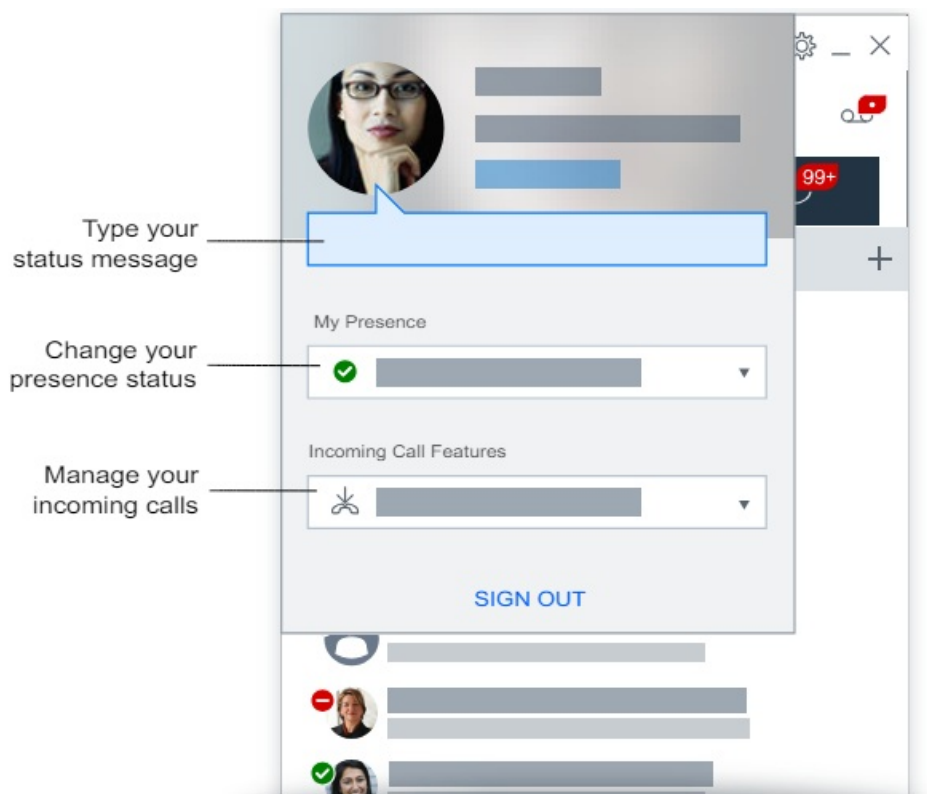 99+
Type your
status message
My Presence
Change your
presence status
Incoming Call Features
Manage your
incoming calls
SIGN OUT